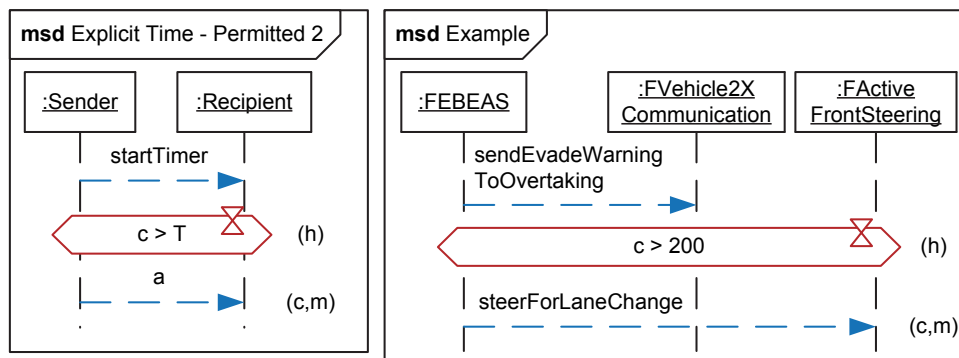 msd Explicit Time - Permitted 2
:Sender
:Recipient
startTimer
c > T
(h)
a
(c,m)
msd Example
:FEBEAS
:FVehicle2X
Communication
:FActive
FrontSteering
sendEvadeWarning
ToOvertaking
c > 200
(h)
steerForLaneChange
(c,m)